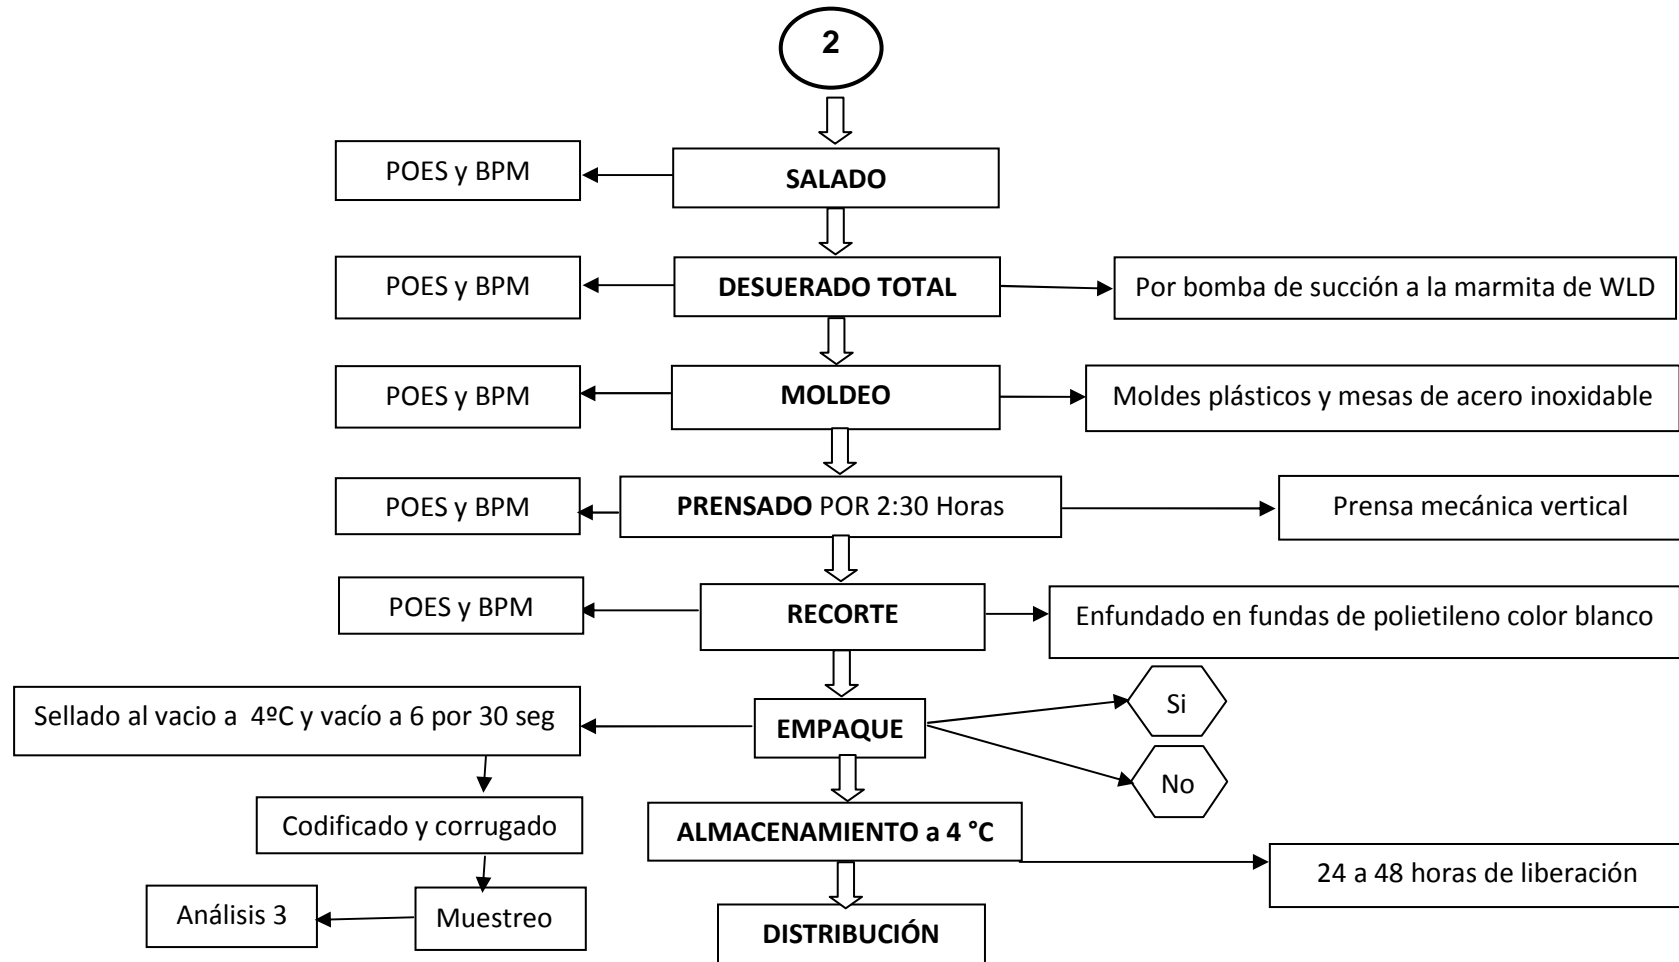 2
POES y BPM
SALADO
POES y BPM
DESUERADO TOTAL
Por bomba de succión a la marmita de WLD
POES y BPM
MOLDEO
Moldes plásticos y mesas de acero inoxidable
POES y BPM
PRENSADO POR 2:30 Horas
Prensa mecánica vertical
POES y BPM
RECORTE
Enfundado en fundas de polietileno color blanco
Sellado al vacio a 4ºC y vacío a 6 por 30 seg
EMPAQUE
Si
No
Codificado y corrugado
ALMACENAMIENTO a 4 °C
24 a 48 horas de liberación
Análisis 3
Muestreo
DISTRIBUCIÓN